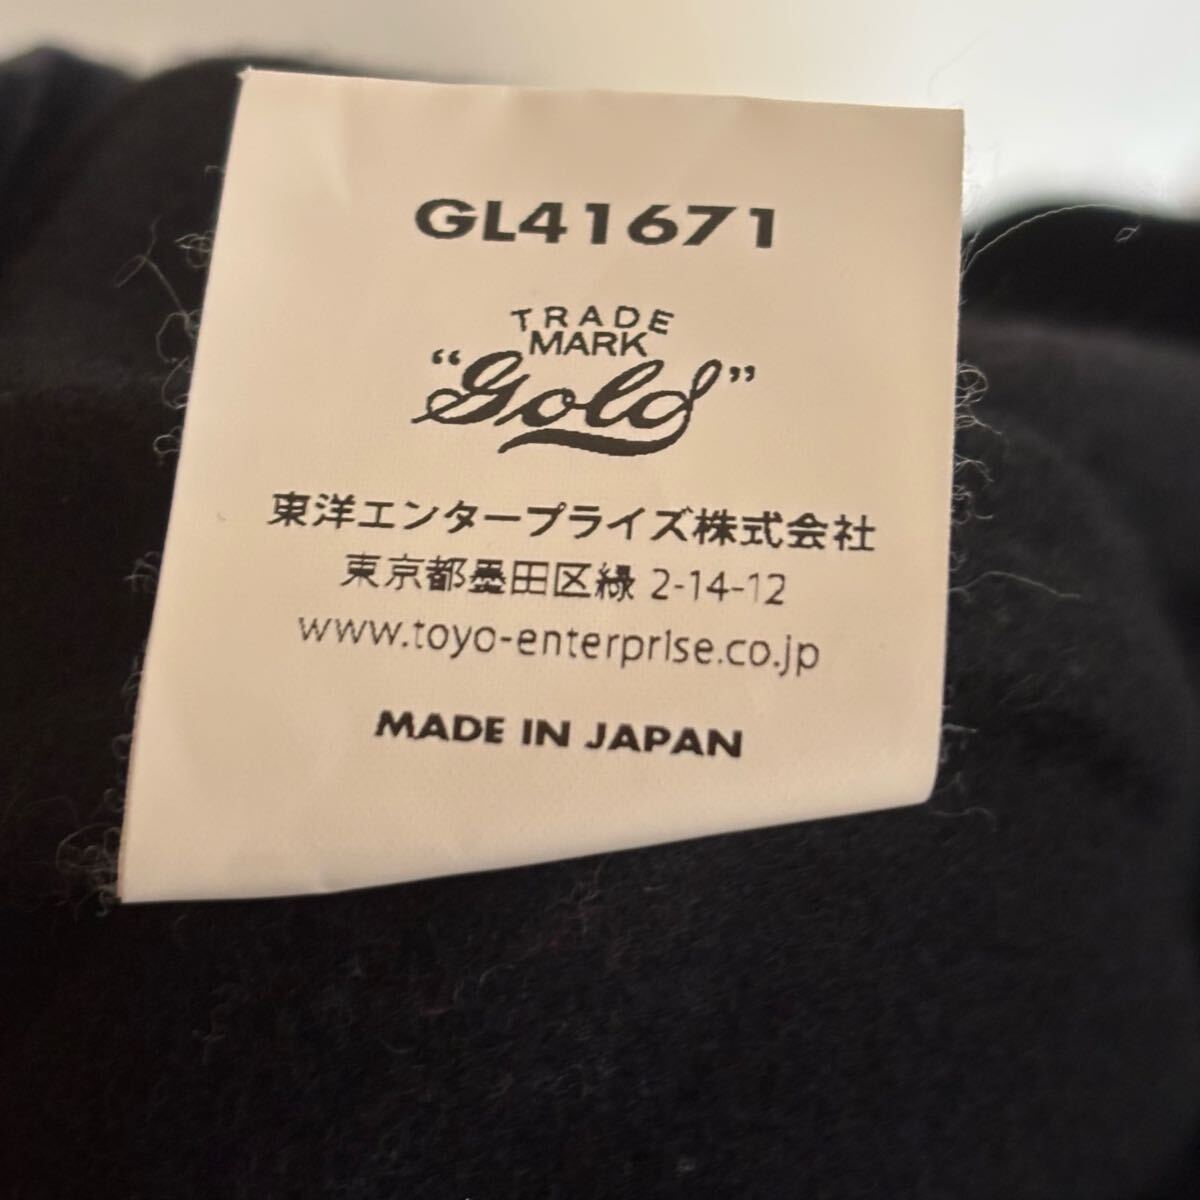 GL41671
TRADE
MARK
“Gold”
東洋エンタープライズ株式会社
東京都墨田区緑 2-14-12
www.toyo-enterprise.co.jp
MADE IN JAPAN